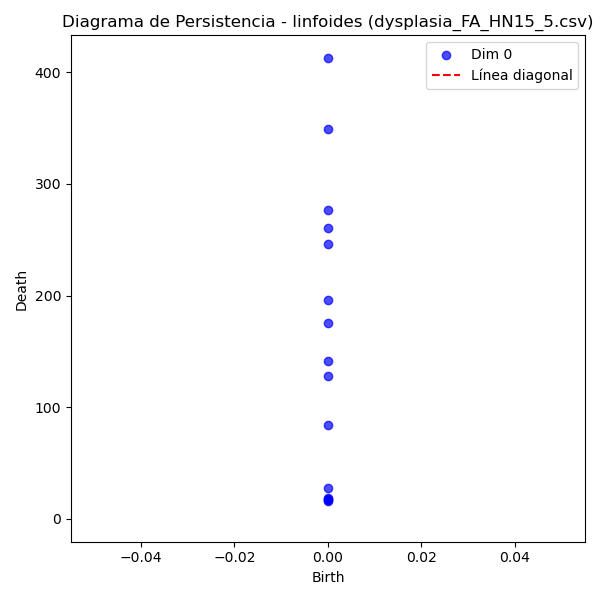 Diagrama de Persistencia - linfoides (dysplasia_FA_HN15_5.csv)
Dim 0
Línea diagonal
400
300
200
100
0
Death
−0.04
−0.02
0.00
0.02
0.04
Birth